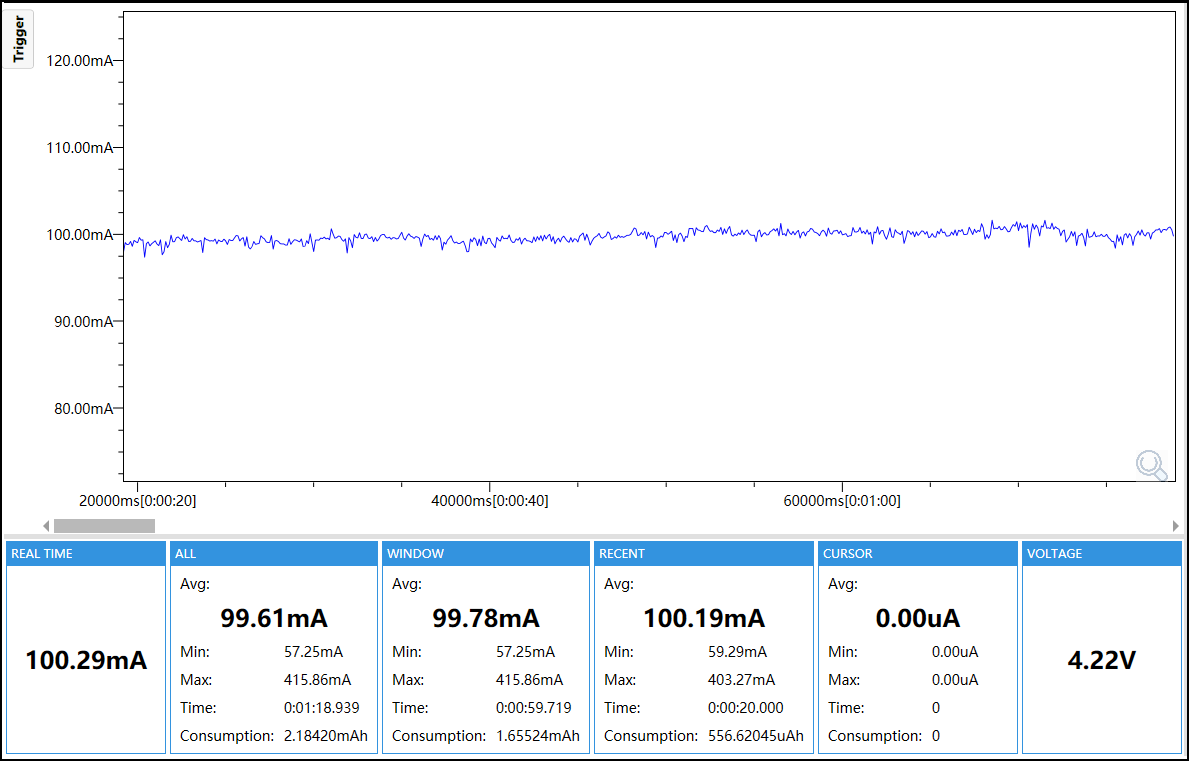 Trigger
120.00mA
110.00mA
100.00mA
90.00mA
80.00mA
20000ms[0:00:20] 40000ms[0:00:40] 60000ms[0:01:00]
REAL TIME
100.29mA
ALL
Avg:
99.61mA
Min: 57.25mA
Max: 415.86mA
Time: 0:01:18.939
Consumption: 2.18420mAh
WINDOW
Avg:
99.78mA
Min: 57.25mA
Max: 415.86mA
Time: 0:00:59.719
Consumption: 1.65524mAh
RECENT
Avg:
100.19mA
Min: 59.29mA
Max: 403.27mA
Time: 0:00:20.000
Consumption: 556.62045uAh
CURSOR
Avg:
0.00uA
Min: 0.00uA
Max: 0.00uA
Time: 0
Consumption: 0
VOLTAGE
4.22V